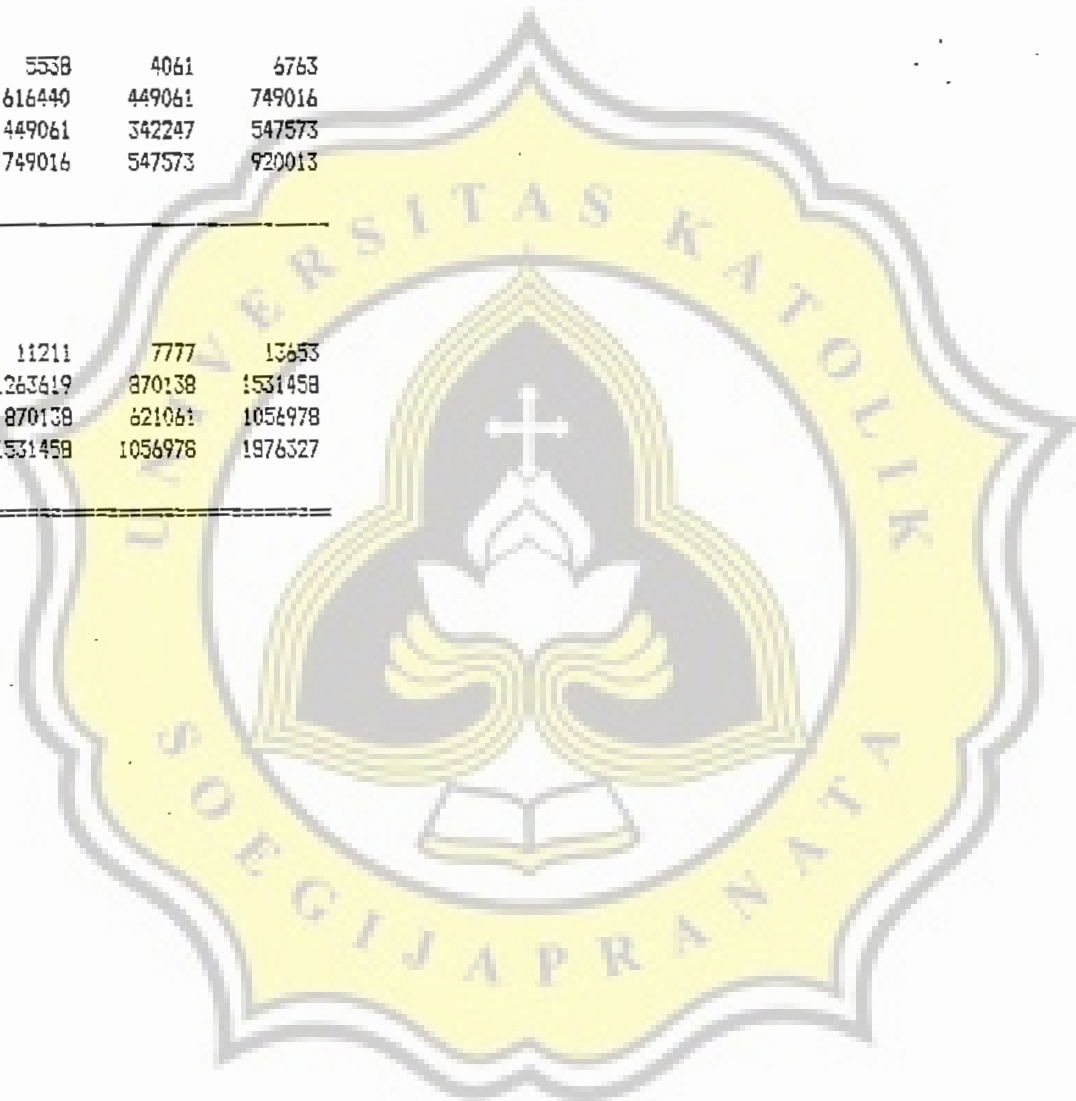 5538 4061 6763
616440 449061 749016
449061 342247 547573
749016 547573 920013
11211 7777 13653
1263619 870138 1531458
870138 621061 1056978
1531458 1056978 1876327
UNIVERSITAS KATOLIK
SOEGIJAPRANATA